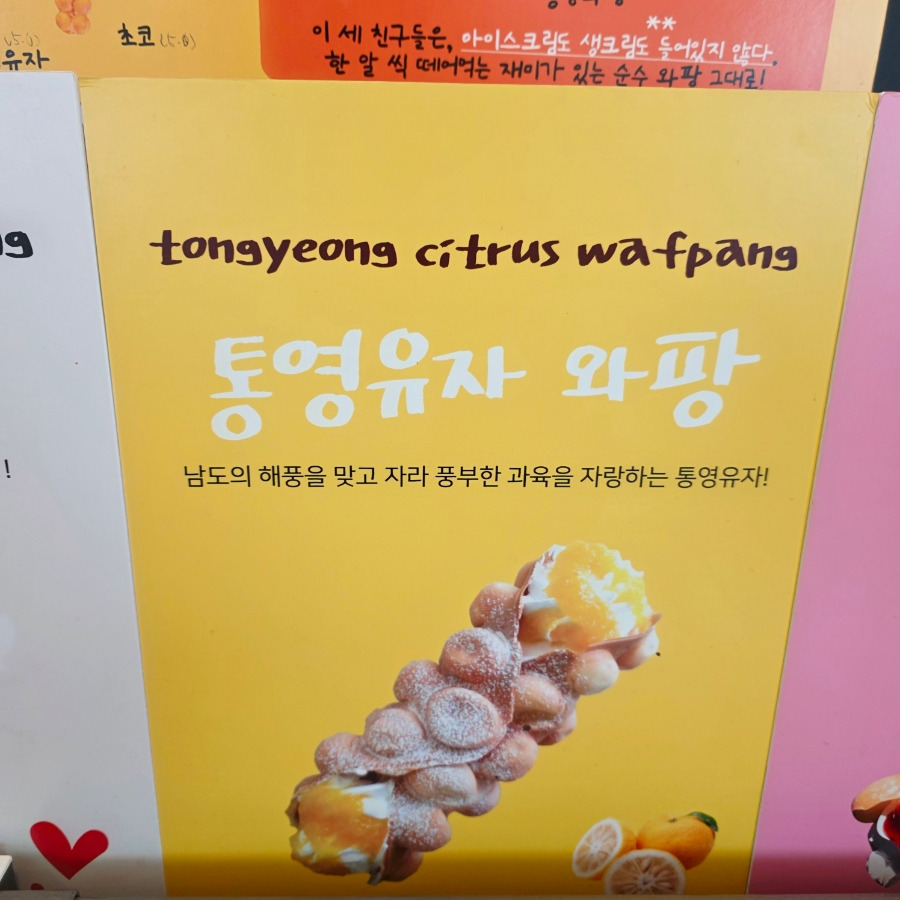 초코
유자
이 세 친구들은, 아이스크림도 생크림도 들어있지 않다.
한 알 씩 떼어먹는 재미가 있는 순수 와팡 그대로!
ng
tongyeong citrus wafpang
통영유자 와팡
!
남도의 해풍을 맞고 자라 풍부한 과육을 자랑하는 통영유자!